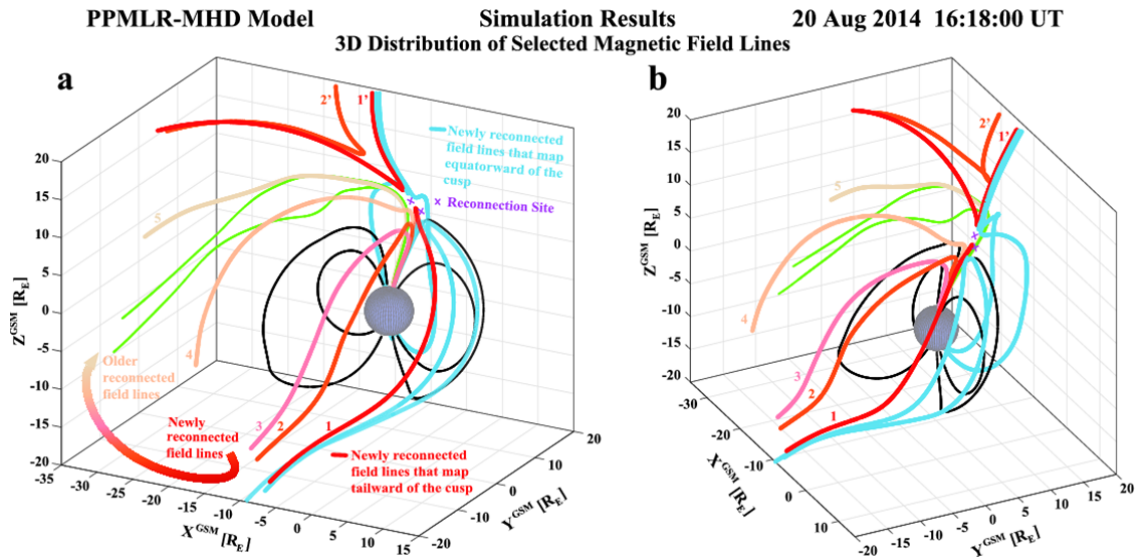 PPMLR-MHD Model Simulation Results 20 Aug 2014 16:18:00 UT
3D Distribution of Selected Magnetic Field Lines
a
2’ 1’
Newly reconnected
field lines that map
equatorward of the
cusp
× Reconnection Site
5
4
Older
reconnected
field lines
Newly
reconnected
field lines
3 2 1
Newly reconnected
field lines that map
tailward of the cusp
Z^GSM [R_E]
20
15
10
5
0
-5
-10
-15
-20
-35 -30 -25 -20 -15 -10 -5 0 5 10 15
X^GSM [R_E]
-20 -10 0 10 20
Y^GSM [R_E]
b
2’
1’
5
4
3
2
1
Z^GSM [R_E]
20
15
10
5
0
-5
-10
-15
-20
-30 -20 -10 0 10
X^GSM [R_E]
-20 -15 -10 -5 0 5 10 15 20
Y^GSM [R_E]